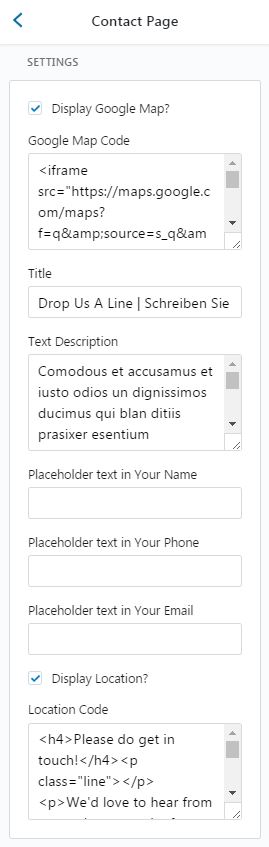 Contact Page
SETTINGS
Display Google Map?
Google Map Code
<iframe
src="https://maps.google.c
om/maps?
f=q&amp;source=s_q&am
Title
Drop Us A Line | Schreiben Sie
Text Description
Comodous et accusamus et
iusto odios un dignissimos
ducimus qui blan ditiis
prasixer esentium
Placeholder text in Your Name
Placeholder text in Your Phone
Placeholder text in Your Email
Display Location?
Location Code
<h4>Please do get in
touch!</h4><p
class="line"></p>
<p>We'd love to hear from